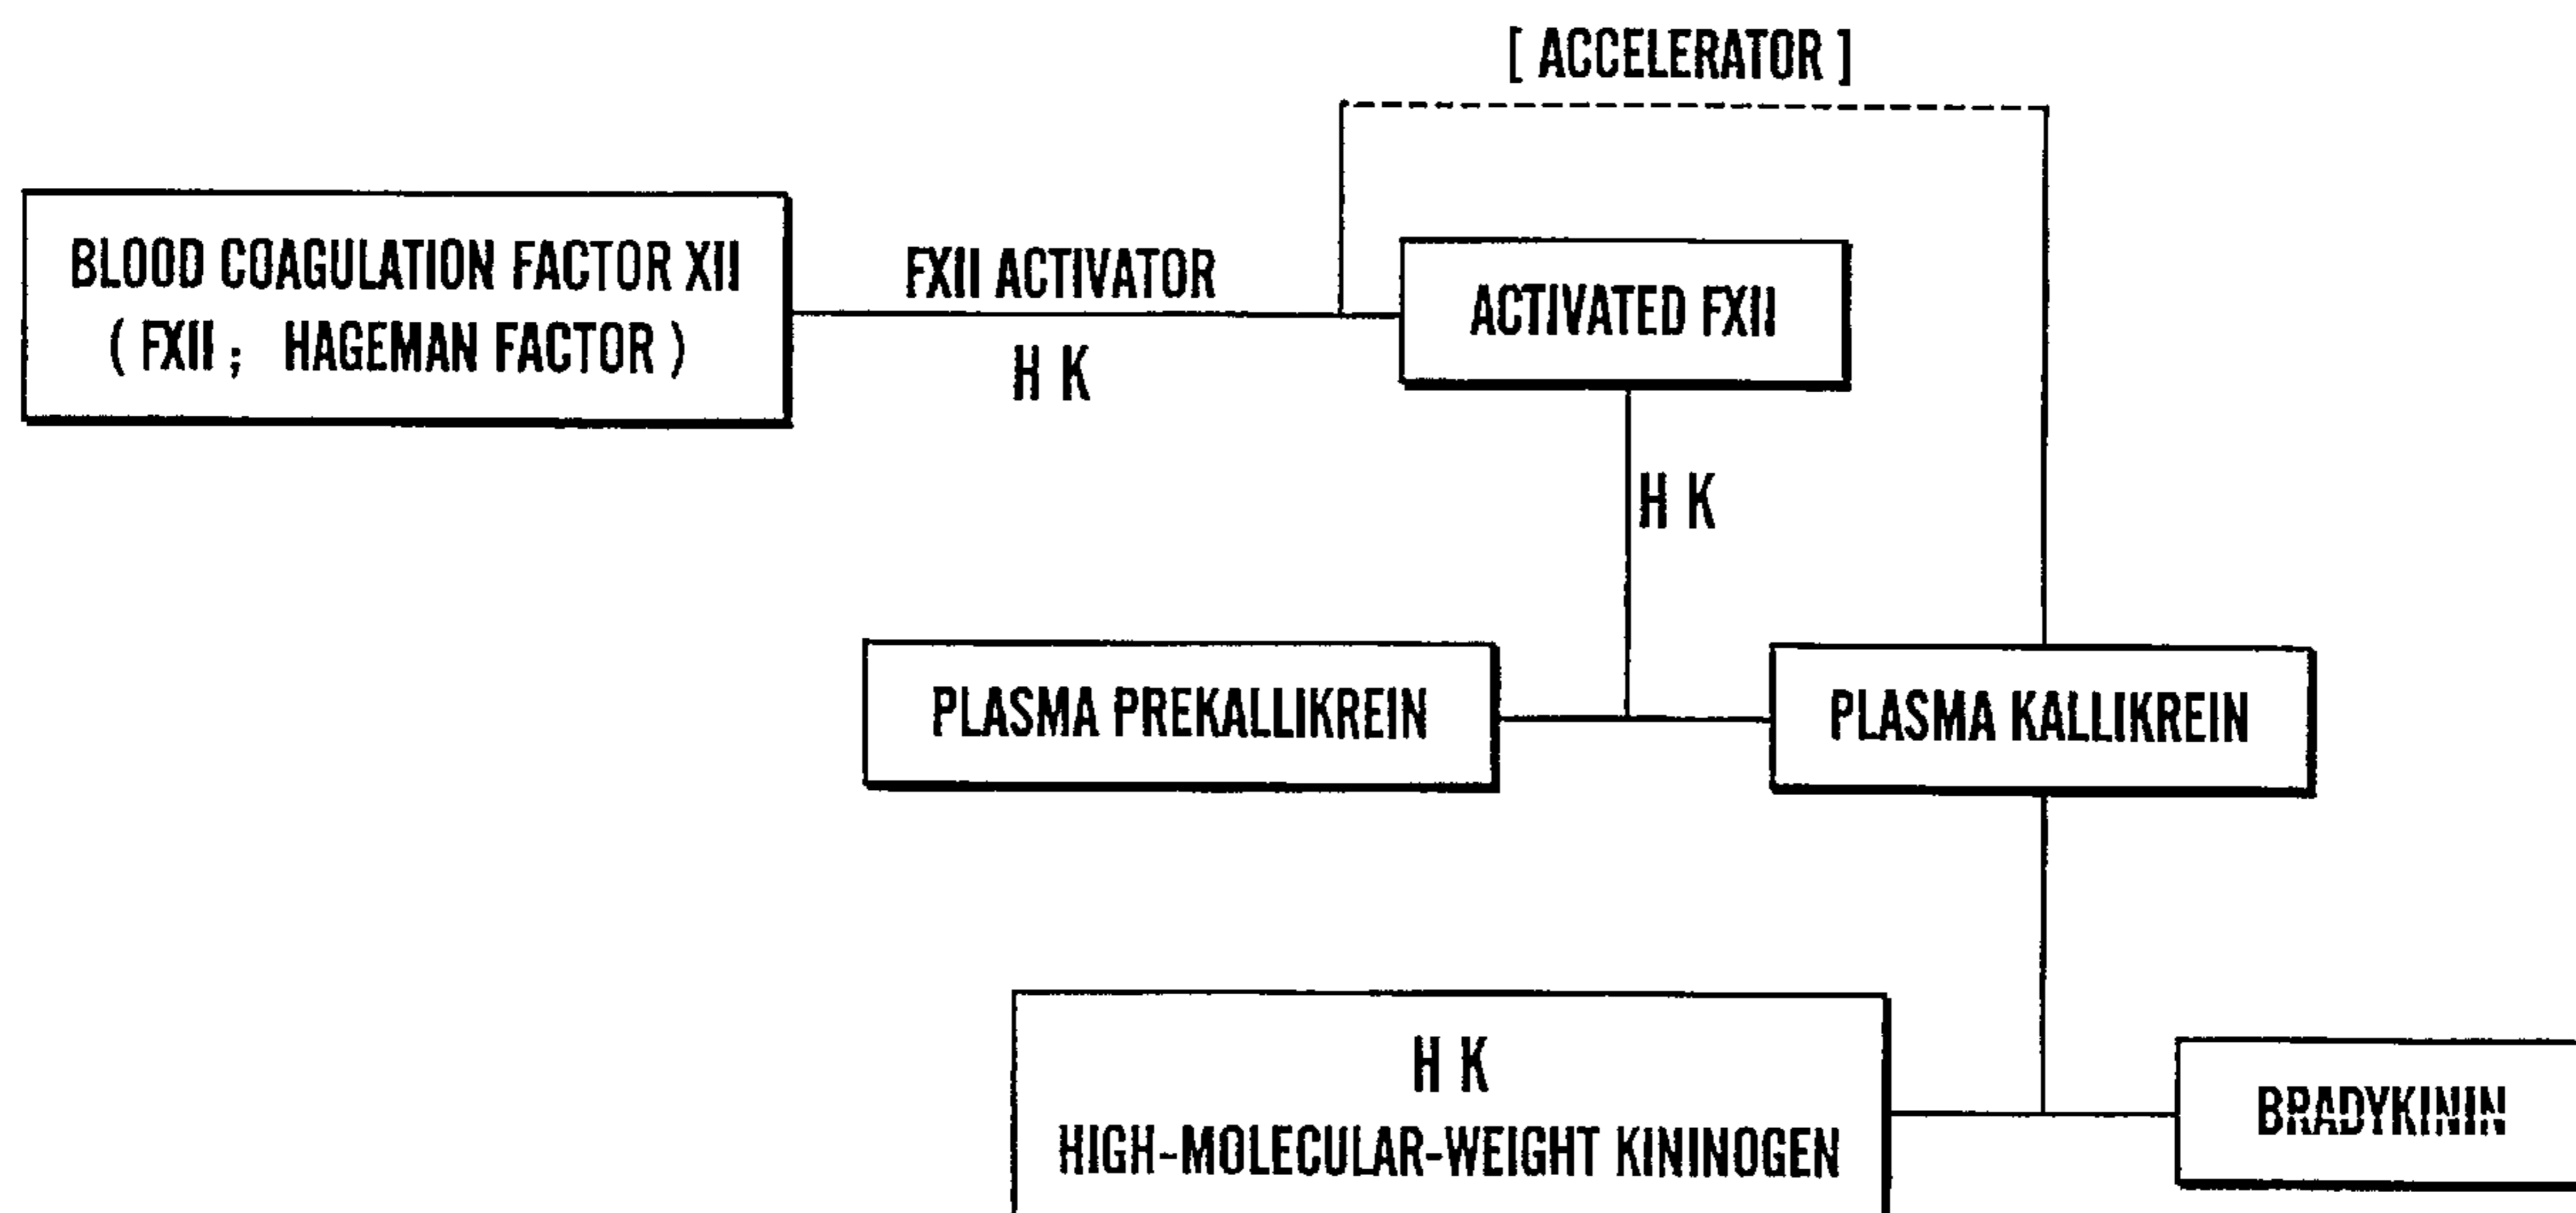 [ ACCELERATOR ]
BLOOD COAGULATION FACTOR XII
( FXII ; HAGEMAN FACTOR )
FXII ACTIVATOR
H K
ACTIVATED FXII
H K
PLASMA PREKALLIKREIN
PLASMA KALLIKREIN
H K
HIGH-MOLECULAR-WEIGHT KININOGEN
BRADYKININ